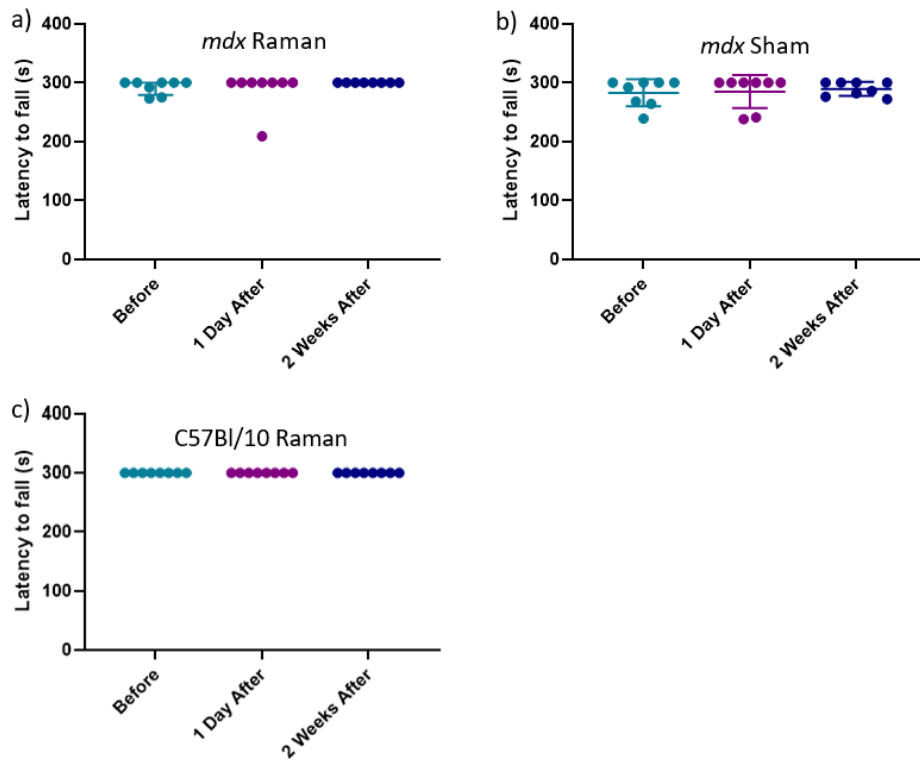 a)
mdx Raman
Latency to fall (s)
400
300
200
100
0
Before
1 Day After
2 Weeks After
b)
mdx Sham
Latency to fall (s)
400
300
200
100
0
Before
1 Day After
2 Weeks After
c)
C57Bl/10 Raman
Latency to fall (s)
400
300
200
100
0
Before
1 Day After
2 Weeks After